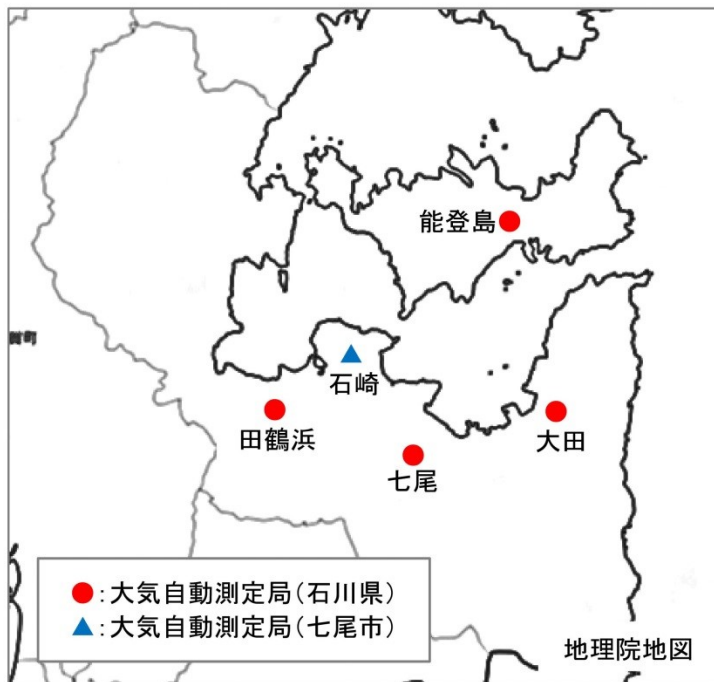 能登島
石崎
田鶴浜
大田
七尾
●:大気自動測定局(石川県)
▲:大気自動測定局(七尾市)
地理院地図